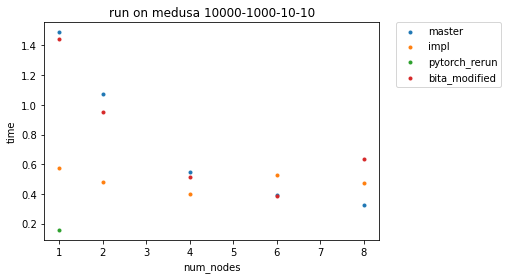 run on medusa 10000-1000-10-10
master
impl
pytorch_rerun
bita_modified
time
1.4
1.2
1.0
0.8
0.6
0.4
0.2
1 2 3 4 5 6 7 8
num_nodes